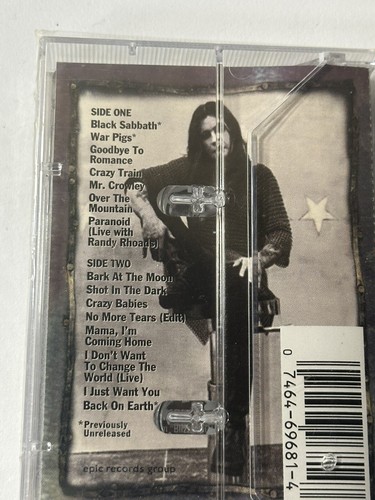 SIDE ONE
Black Sabbath*
War Pigs*
Goodbye To
Romance
Crazy Train
Mr. Crowley
Over The
Mountain
Paranoid
(Live with
Randy Rhoads)
SIDE TWO
Bark At The Moon
Shot In The Dark
Crazy Babies
No More Tears (Edit)
Mama, I'm
Coming Home
I Don't Want
To Change The
World (Live)
I Just Want You
Back On Earth*
*Previously
Unreleased
epic records group
0 7464-69681-4